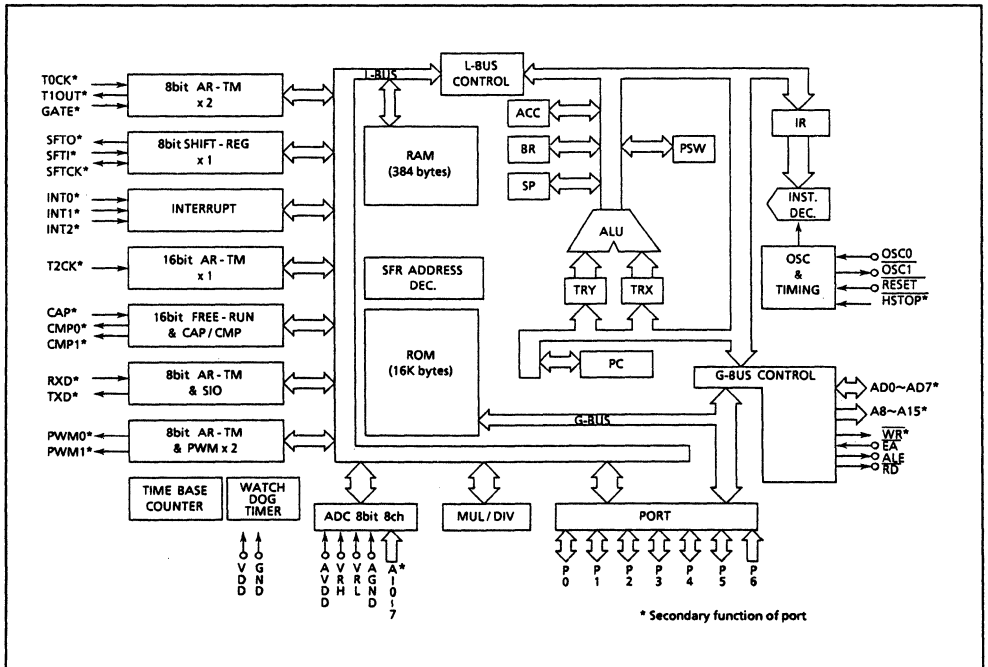 T0CK*
T1OUT*
GATE*
8bit AR - TM
x 2
SFTO*
SFTI*
SFTCK*
8bit SHIFT - REG
x 1
INT0*
INT1*
INT2*
INTERRUPT
T2CK*
16bit AR - TM
x 1
CAP*
CMP0*
CMP1*
16bit FREE - RUN
& CAP / CMP
RXD*
TXD*
8bit AR - TM
& SIO
PWM0*
PWM1*
8bit AR - TM
& PWM x 2
TIME BASE
COUNTER
WATCH
DOG
TIMER
VDD
GND
L-BUS
L-BUS
CONTROL
RAM
(384 bytes)
SFR ADDRESS
DEC.
ROM
(16K bytes)
ACC
BR
SP
PSW
ALU
TRY
TRX
PC
IR
INST.
DEC.
OSC
&
TIMING
OSC0
OSC1
RESET
HSTOP*
G-BUS CONTROL
G-BUS
AD0~AD7*
A8~A15*
WR*
EA
ALE
RD
ADC 8bit 8ch
MUL / DIV
PORT
AVDD
VRH
VRL
AGND
AI0~7*
P0
P1
P2
P3
P4
P5
P6
* Secondary function of port